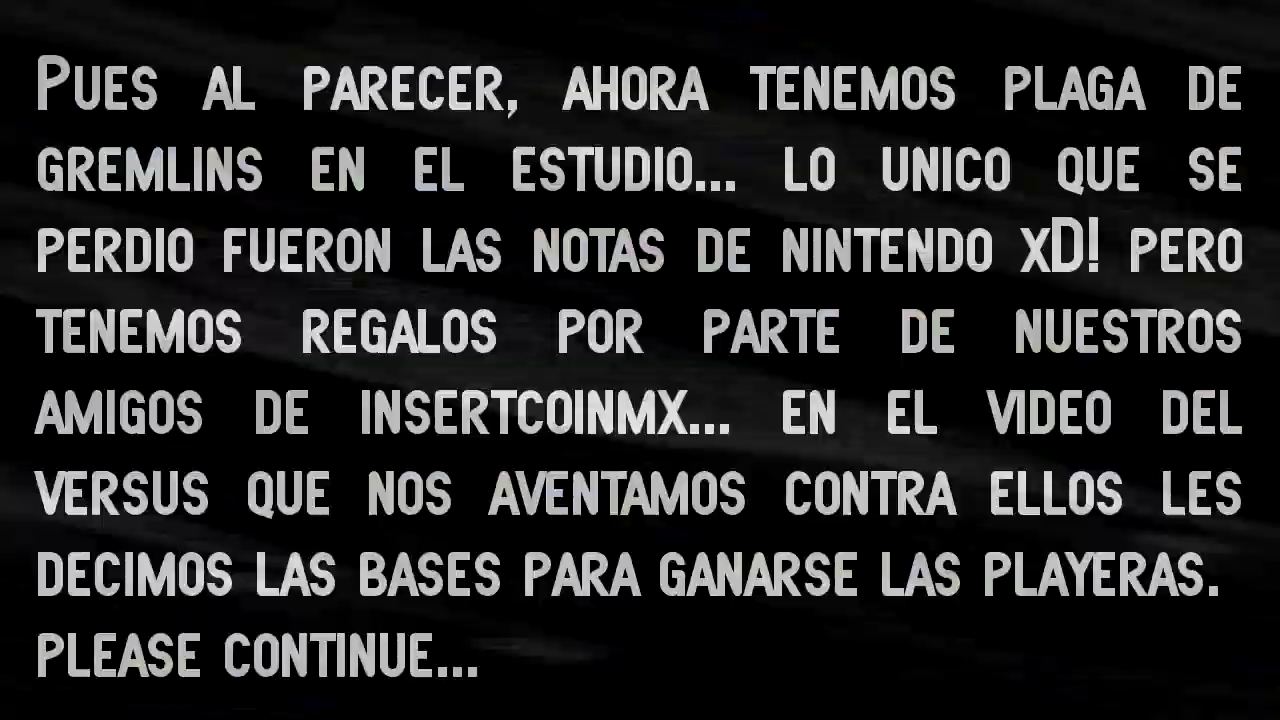 PUES AL PARECER, AHORA TENEMOS PLAGA DE
GREMLINS EN EL ESTUDIO... LO UNICO QUE SE
PERDIO FUERON LAS NOTAS DE NINTENDO XD! PERO
TENEMOS REGALOS POR PARTE DE NUESTROS
AMIGOS DE INSERTCOINMX... EN EL VIDEO DEL
VERSUS QUE NOS AVENTAMOS CONTRA ELLOS LES
DECIMOS LAS BASES PARA GANARSE LAS PLAYERAS.
PLEASE CONTINUE...